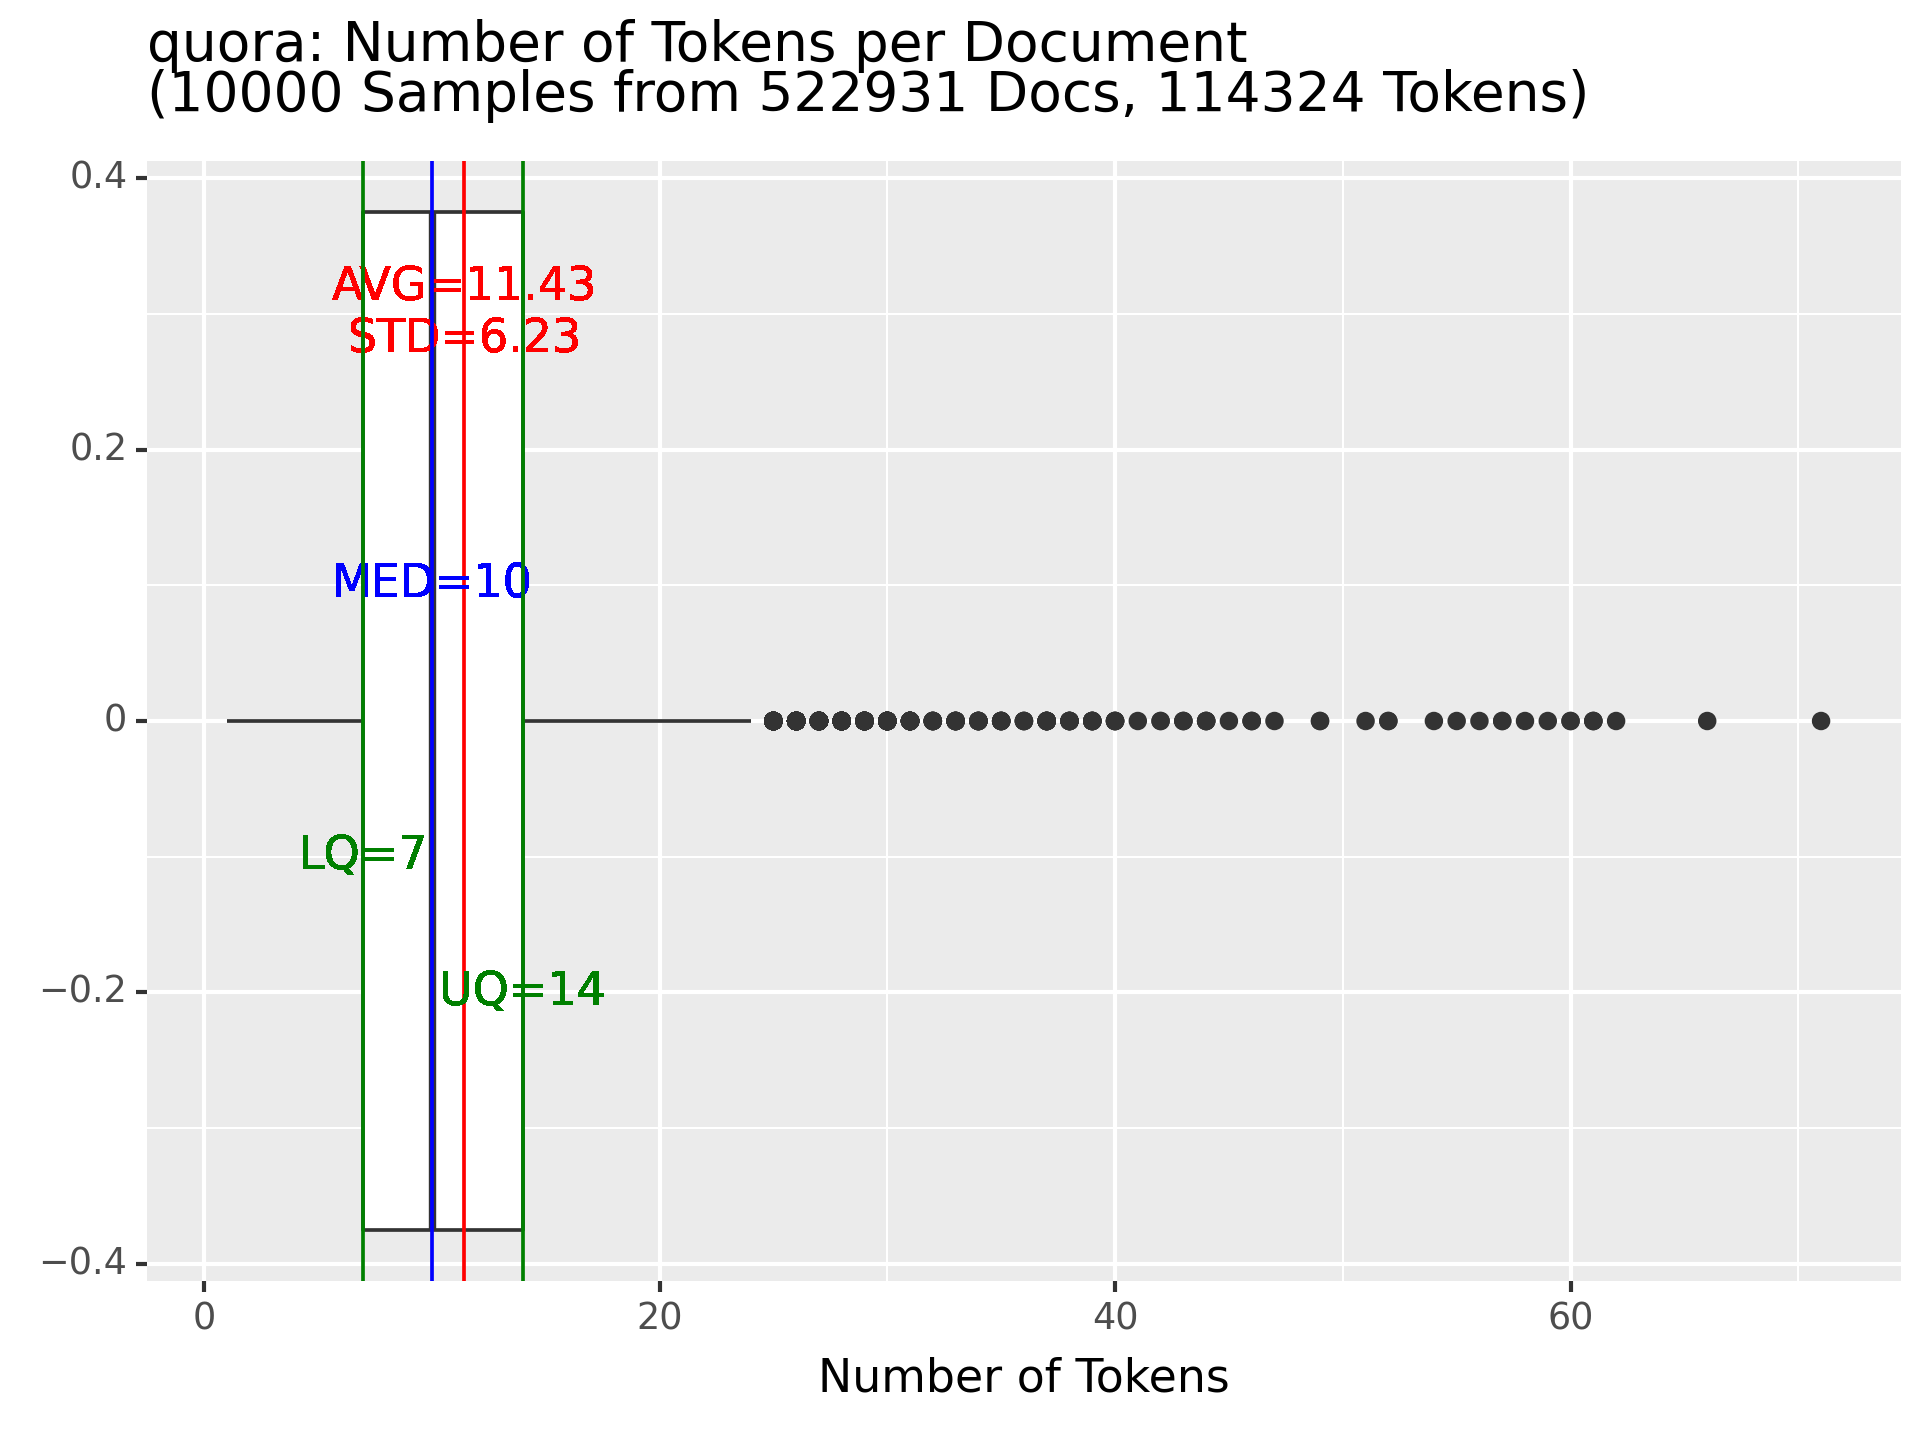 quora: Number of Tokens per Document
(10000 Samples from 522931 Docs, 114324 Tokens)
0.4
AVG=11.43
STD=6.23
0.2
MED=10
0
LQ=7
UQ=14
−0.2
−0.4
0 20 40 60
Number of Tokens